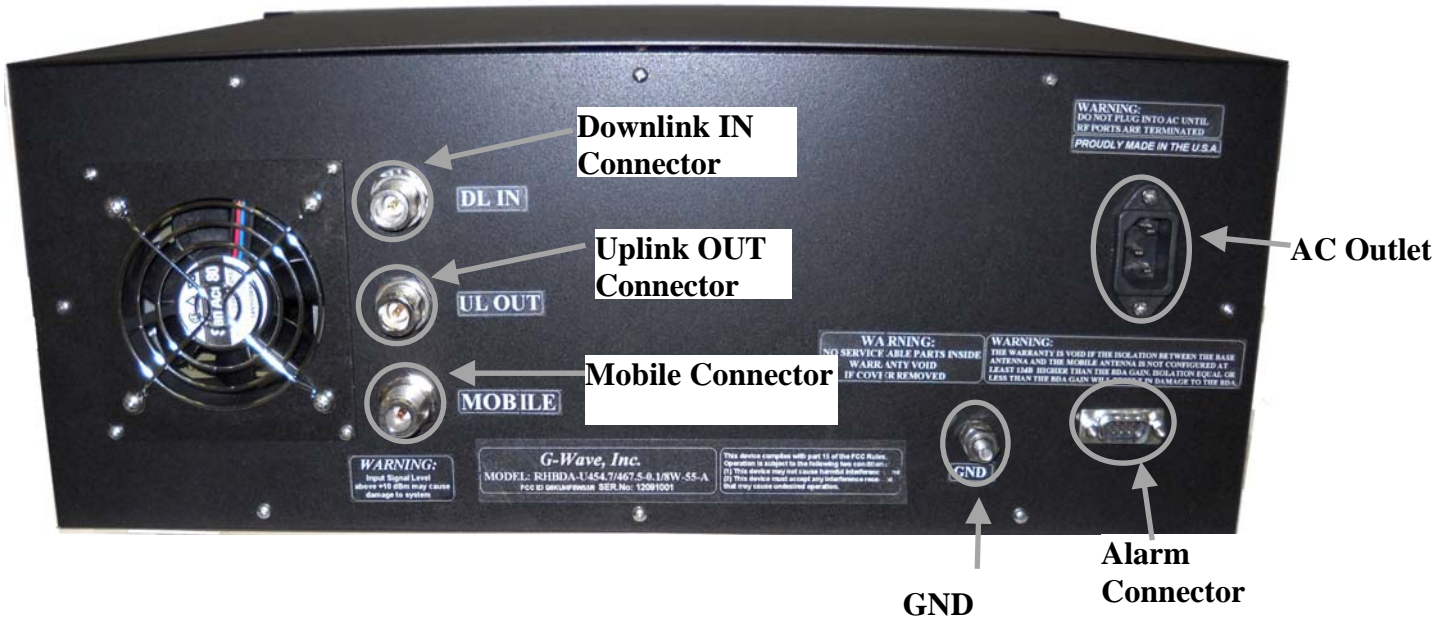 Downlink IN
Connector
DL IN
Uplink OUT
Connector
UL OUT
Mobile Connector
MOBILE
WARNING:
DO NOT PLUG INTO AC UNTIL
RF PORTS ARE TERMINATED
PROUDLY MADE IN THE U.S.A.
AC Outlet
WARNING:
NO SERVICEABLE PARTS INSIDE
WARRANTY VOID
IF COVER REMOVED
WARNING:
THE WARRANTY IS VOID IF THE ISOLATION BETWEEN THE BASE
ANTENNA AND THE MOBILE ANTENNA IS NOT CONFIGURED AT
LEAST HIGHER THAN THE BDA GAIN. ISOLATION EQUAL OR
LESS THAN THE BDA GAIN WILL IN DAMAGE TO THE BDA.
WARNING:
Input Signal Level
above +10 dBm may cause
damage to system
G-Wave, Inc.
MODEL: RHBDA-U454.7/467.5-0.1/8W-55-A
FCC ID SER.No: 12091001
This device complies with part 15 of the FCC Rules.
Operation is subject to the following two
(1) This device may not cause harmful interference
(2) This device must accept any interference
that may cause undesired operation.
GND
Alarm
Connector
GND